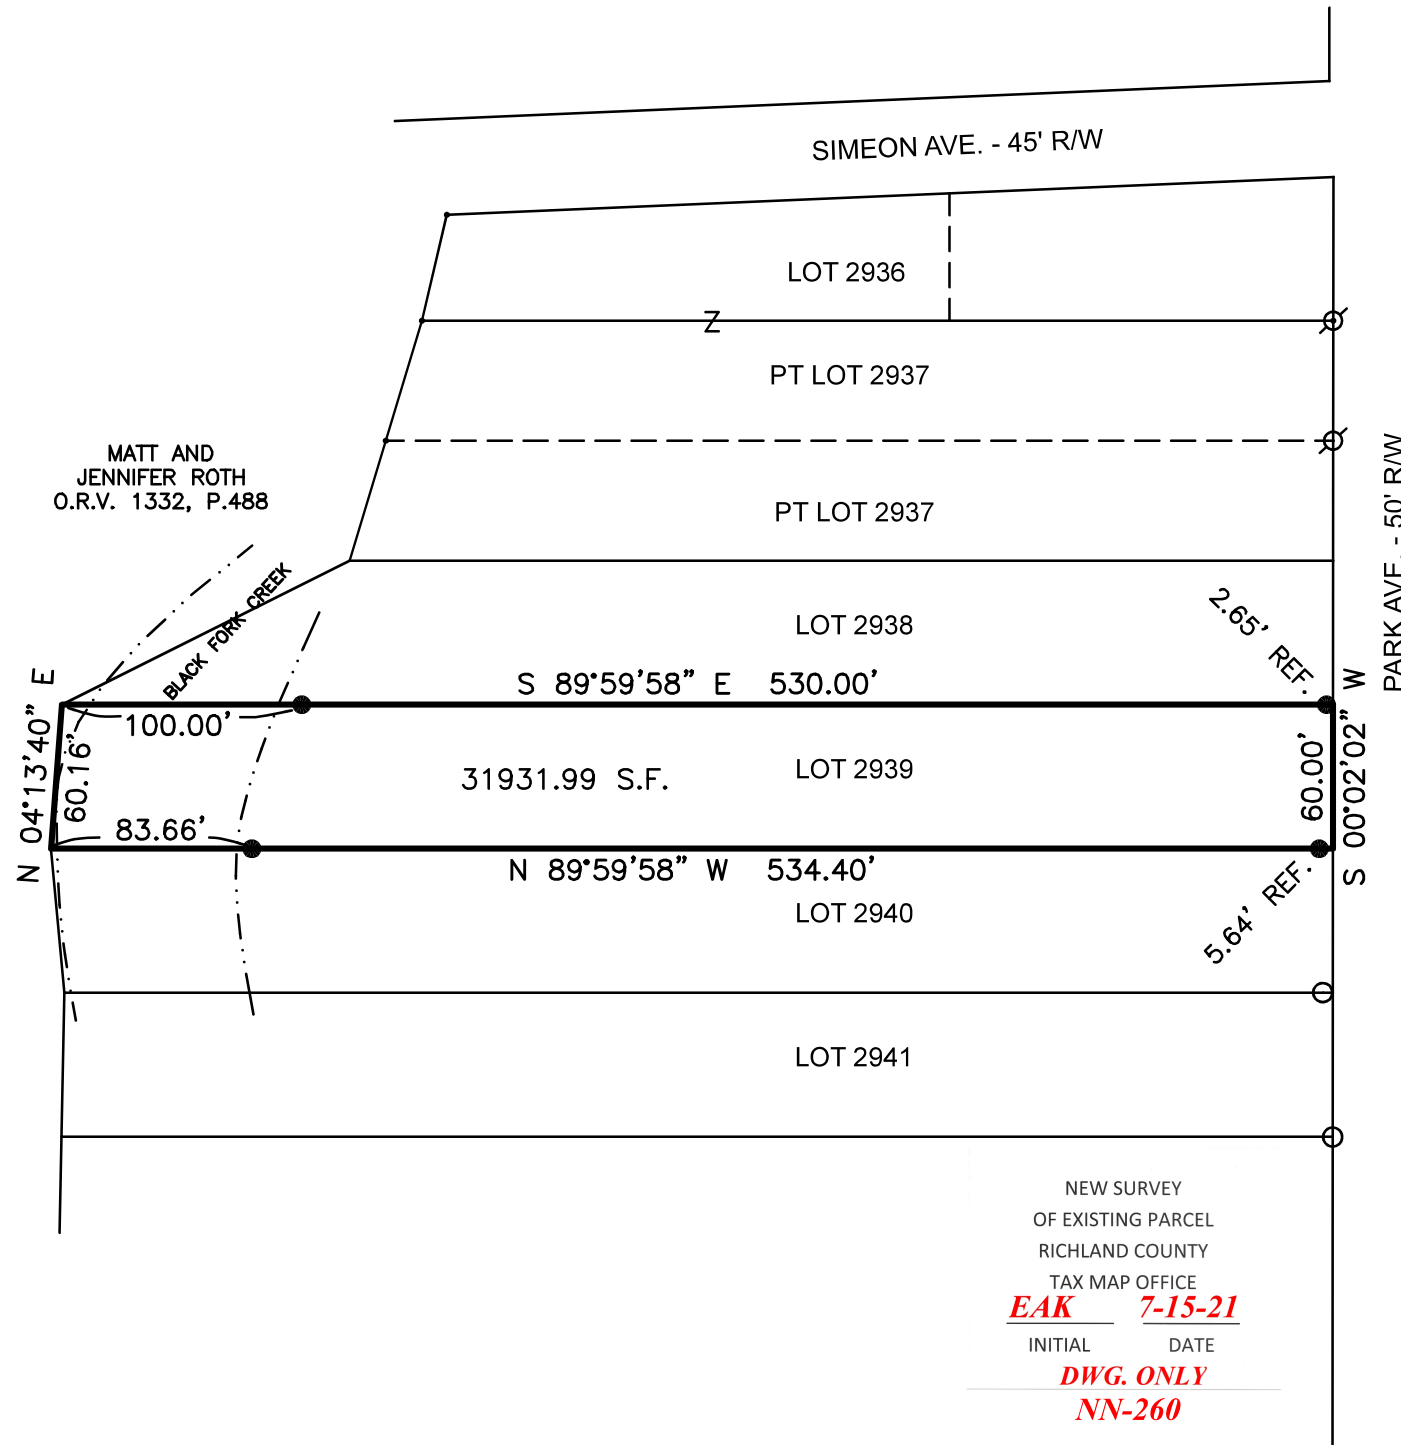 SIMEON AVE. - 45' R/W
LOT 2936
Z
PT LOT 2937
PARK AVE. - 50' R/W
MATT AND
JENNIFER ROTH
O.R.V. 1332, P.488
PT LOT 2937
BLACK FORK CREEK
LOT 2938
2.65' REF.
S 89°59'58" E 530.00'
100.00'
N 04°13'40" E
60.16'
31931.99 S.F.
LOT 2939
60.00'
S 00°02'02" W
83.66'
N 89°59'58" W 534.40'
LOT 2940
5.64' REF.
LOT 2941
NEW SURVEY
OF EXISTING PARCEL
RICHLAND COUNTY
TAX MAP OFFICE
EAK 7-15-21
INITIAL DATE
DWG. ONLY
NN-260